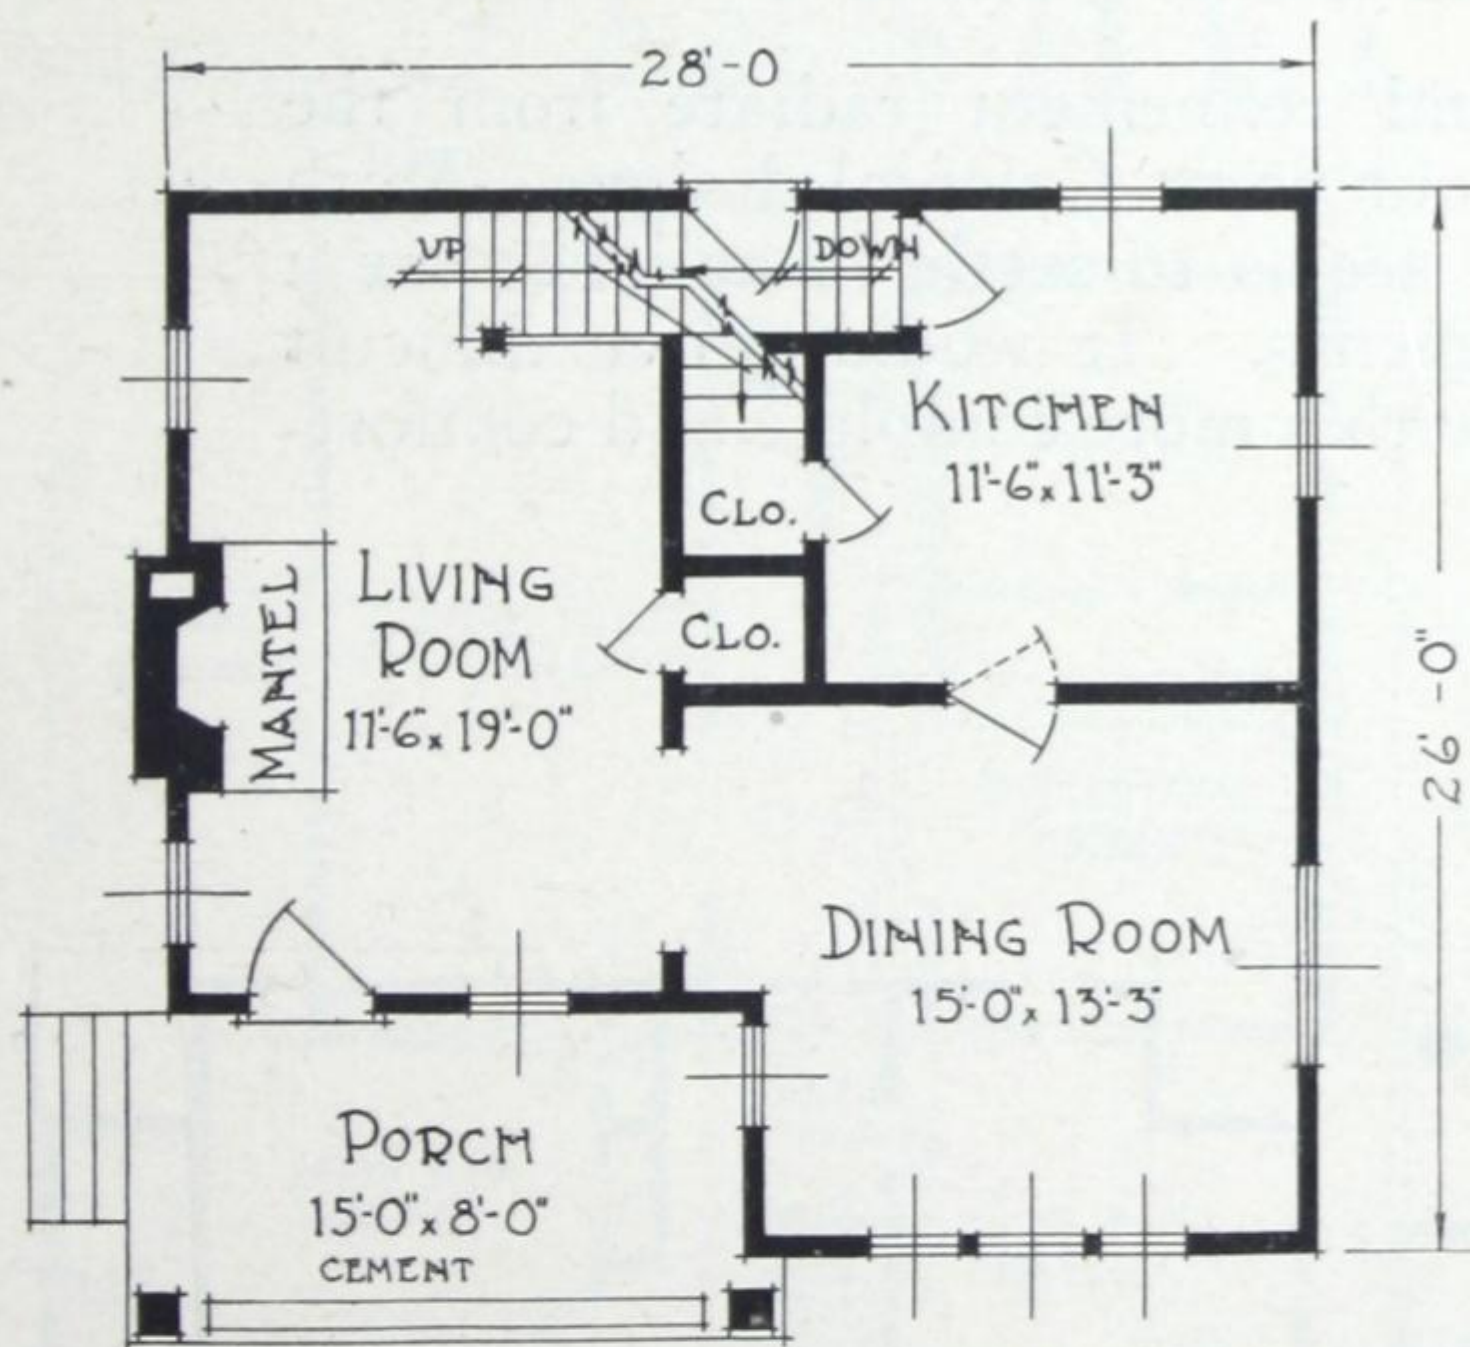 28'-0
UP
DOWN
KITCHEN
11'-6" x 11'-3"
CLO.
LIVING
ROOM
11'-6" x 19'-0"
MANTEL
CLO.
26'-0"
DINING ROOM
15'-0" x 13'-3"
PORCH
15'-0" x 8'-0"
CEMENT